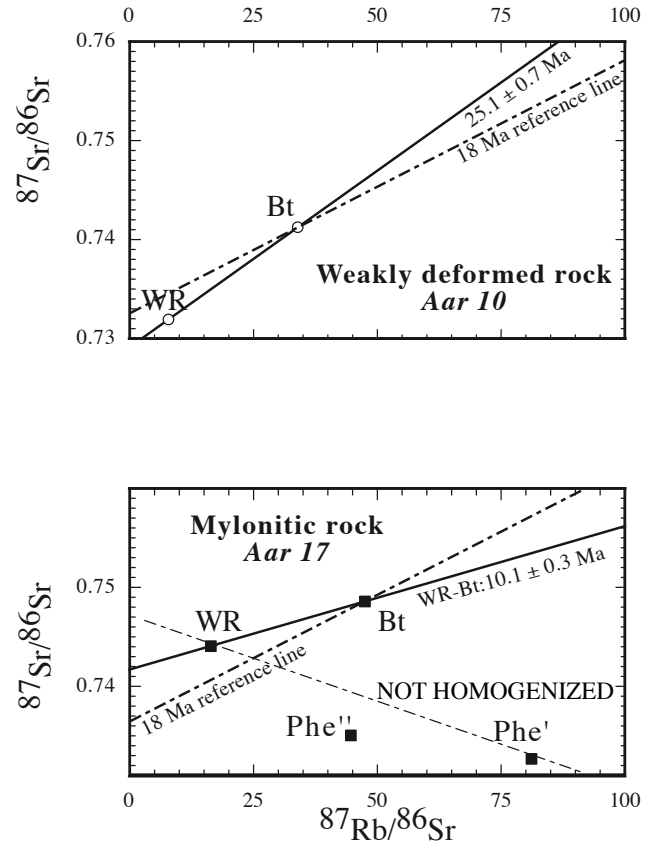 0 25 50 75 100
0.76
0.75
0.74
0.73
87Sr/86Sr
25.1 ± 0.7 Ma
18 Ma reference line
Bt
WR
Weakly deformed rock
Aar 10
Mylonitic rock
Aar 17
0.75
0.74
87Sr/86Sr
WR
Bt
WR-Bt:10.1 ± 0.3 Ma
18 Ma reference line
NOT HOMOGENIZED
Phe''
Phe'
0 25 50 75 100
87Rb/86Sr